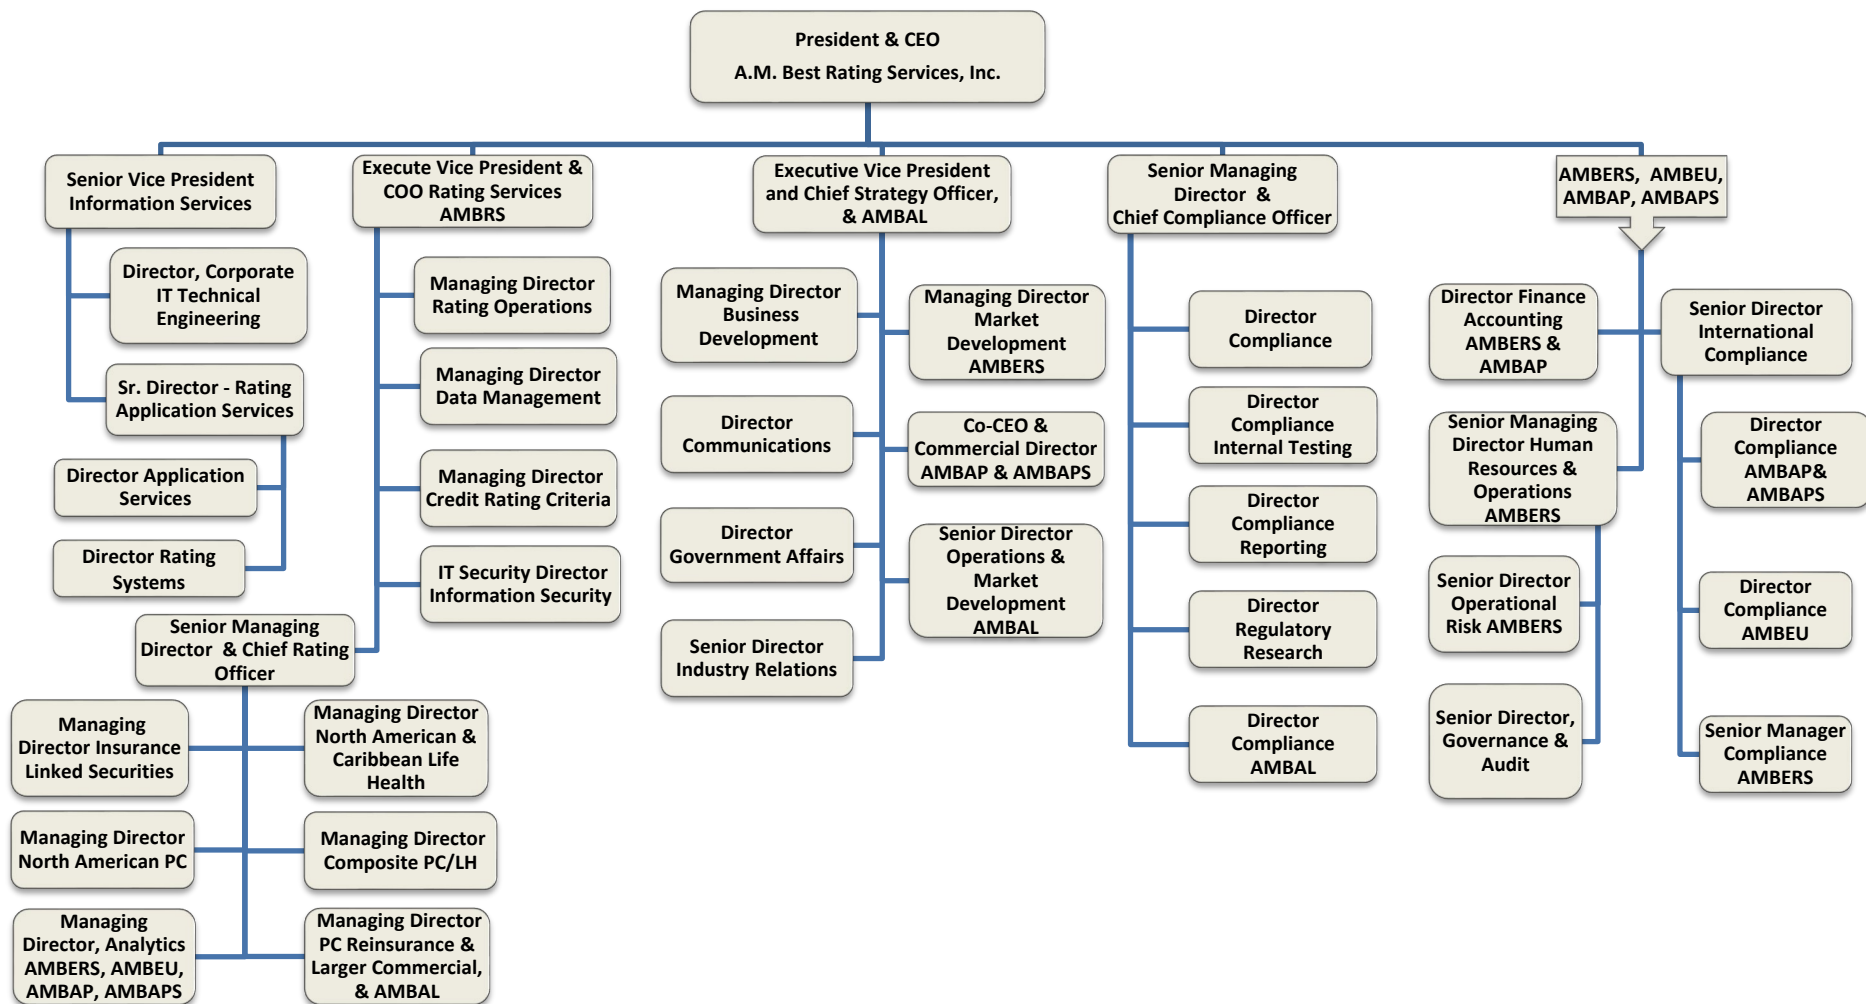 President & CEO
A.M. Best Rating Services, Inc.
Senior Vice President
Information Services
Director, Corporate
IT Technical
Engineering
Sr. Director - Rating
Application Services
Director Application
Services
Director Rating
Systems
Execute Vice President &
COO Rating Services
AMBRS
Managing Director
Rating Operations
Managing Director
Data Management
Managing Director
Credit Rating Criteria
IT Security Director
Information Security
Senior Managing
Director & Chief Rating
Officer
Managing
Director Insurance
Linked Securities
Managing Director
North American &
Caribbean Life
Health
Managing Director
North American PC
Managing Director
Composite PC/LH
Managing
Director, Analytics
AMBERS, AMBEU,
AMBAP, AMBAPS
Managing Director
PC Reinsurance &
Larger Commercial,
& AMBAL
Executive Vice President
and Chief Strategy Officer,
& AMBAL
Managing Director
Business
Development
Managing Director
Market
Development
AMBERS
Director
Communications
Co-CEO &
Commercial Director
AMBAP & AMBAPS
Director
Government Affairs
Senior Director
Operations &
Market
Development
AMBAL
Senior Director
Industry Relations
Senior Managing
Director &
Chief Compliance Officer
Director
Compliance
Director
Compliance
Internal Testing
Director
Compliance
Reporting
Director
Regulatory
Research
Director
Compliance
AMBAL
AMBERS, AMBEU,
AMBAP, AMBAPS
Director Finance
Accounting
AMBERS &
AMBAP
Senior Director
International
Compliance
Senior Managing
Director Human
Resources &
Operations
AMBERS
Director
Compliance
AMBAP&
AMBAPS
Senior Director
Operational
Risk AMBERS
Director
Compliance
AMBEU
Senior Director,
Governance &
Audit
Senior Manager
Compliance
AMBERS